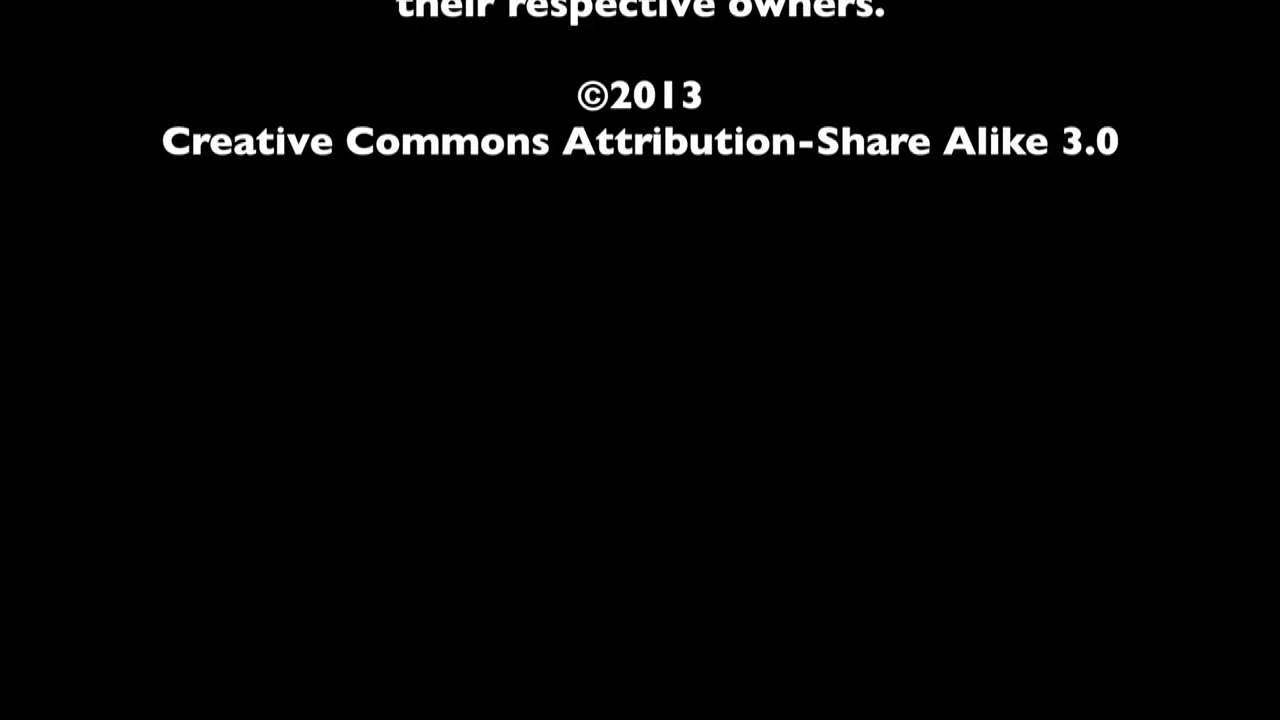 their respective owners.
©2013
Creative Commons Attribution-Share Alike 3.0